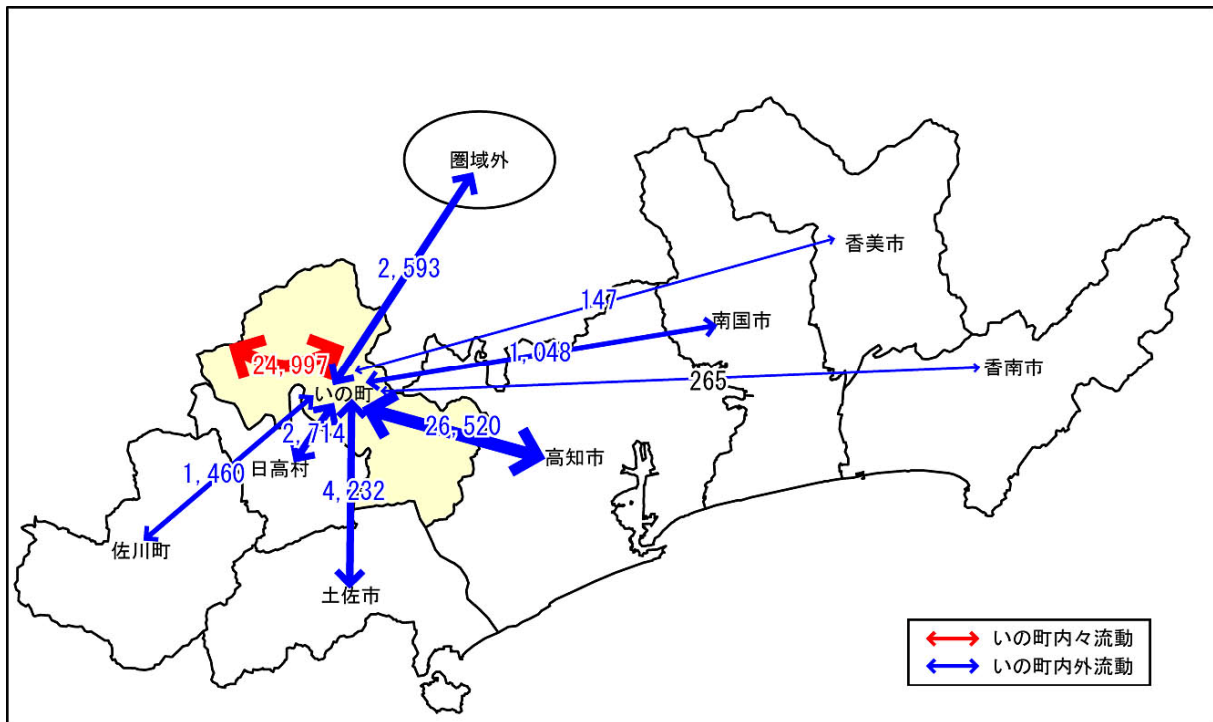 圏域外
香美市
2,593
147
南国市
1,048
24,997
香南市
265
いの町
26,520
2,714
高知市
日高村
1,460
4,232
佐川町
土佐市
いの町内々流動
いの町内外流動